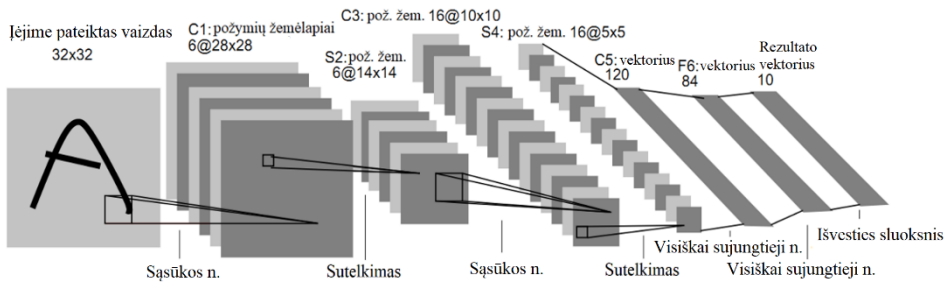 Įėjime pateiktas vaizdas
32x32
C1: požymių žemėlapiai
6@28x28
S2: pož. žem.
6@14x14
C3: pož. žem. 16@10x10
S4: pož. žem. 16@5x5
C5: vektorius
120
F6: vektorius
84
Rezultato
vektorius
10
Sąsūkos n.
Sutelkimas
Sąsūkos n.
Sutelkimas
Visiškai sujungtieji n.
Visiškai sujungtieji n.
Išvesties sluoksnis